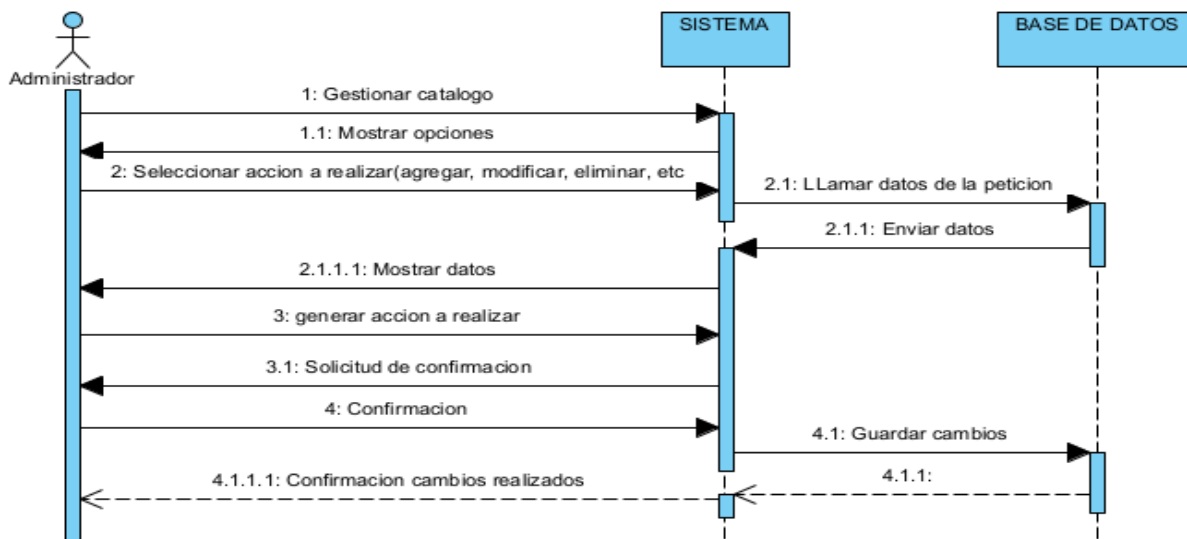 SISTEMA
BASE DE DATOS
Administrador
1: Gestionar catalogo
1.1: Mostrar opciones
2: Seleccionar accion a realizar(agregar, modificar, eliminar, etc
2.1: LLamar datos de la peticion
2.1.1: Enviar datos
2.1.1.1: Mostrar datos
3: generar accion a realizar
3.1: Solicitud de confirmacion
4: Confirmacion
4.1: Guardar cambios
4.1.1:
4.1.1.1: Confirmacion cambios realizados